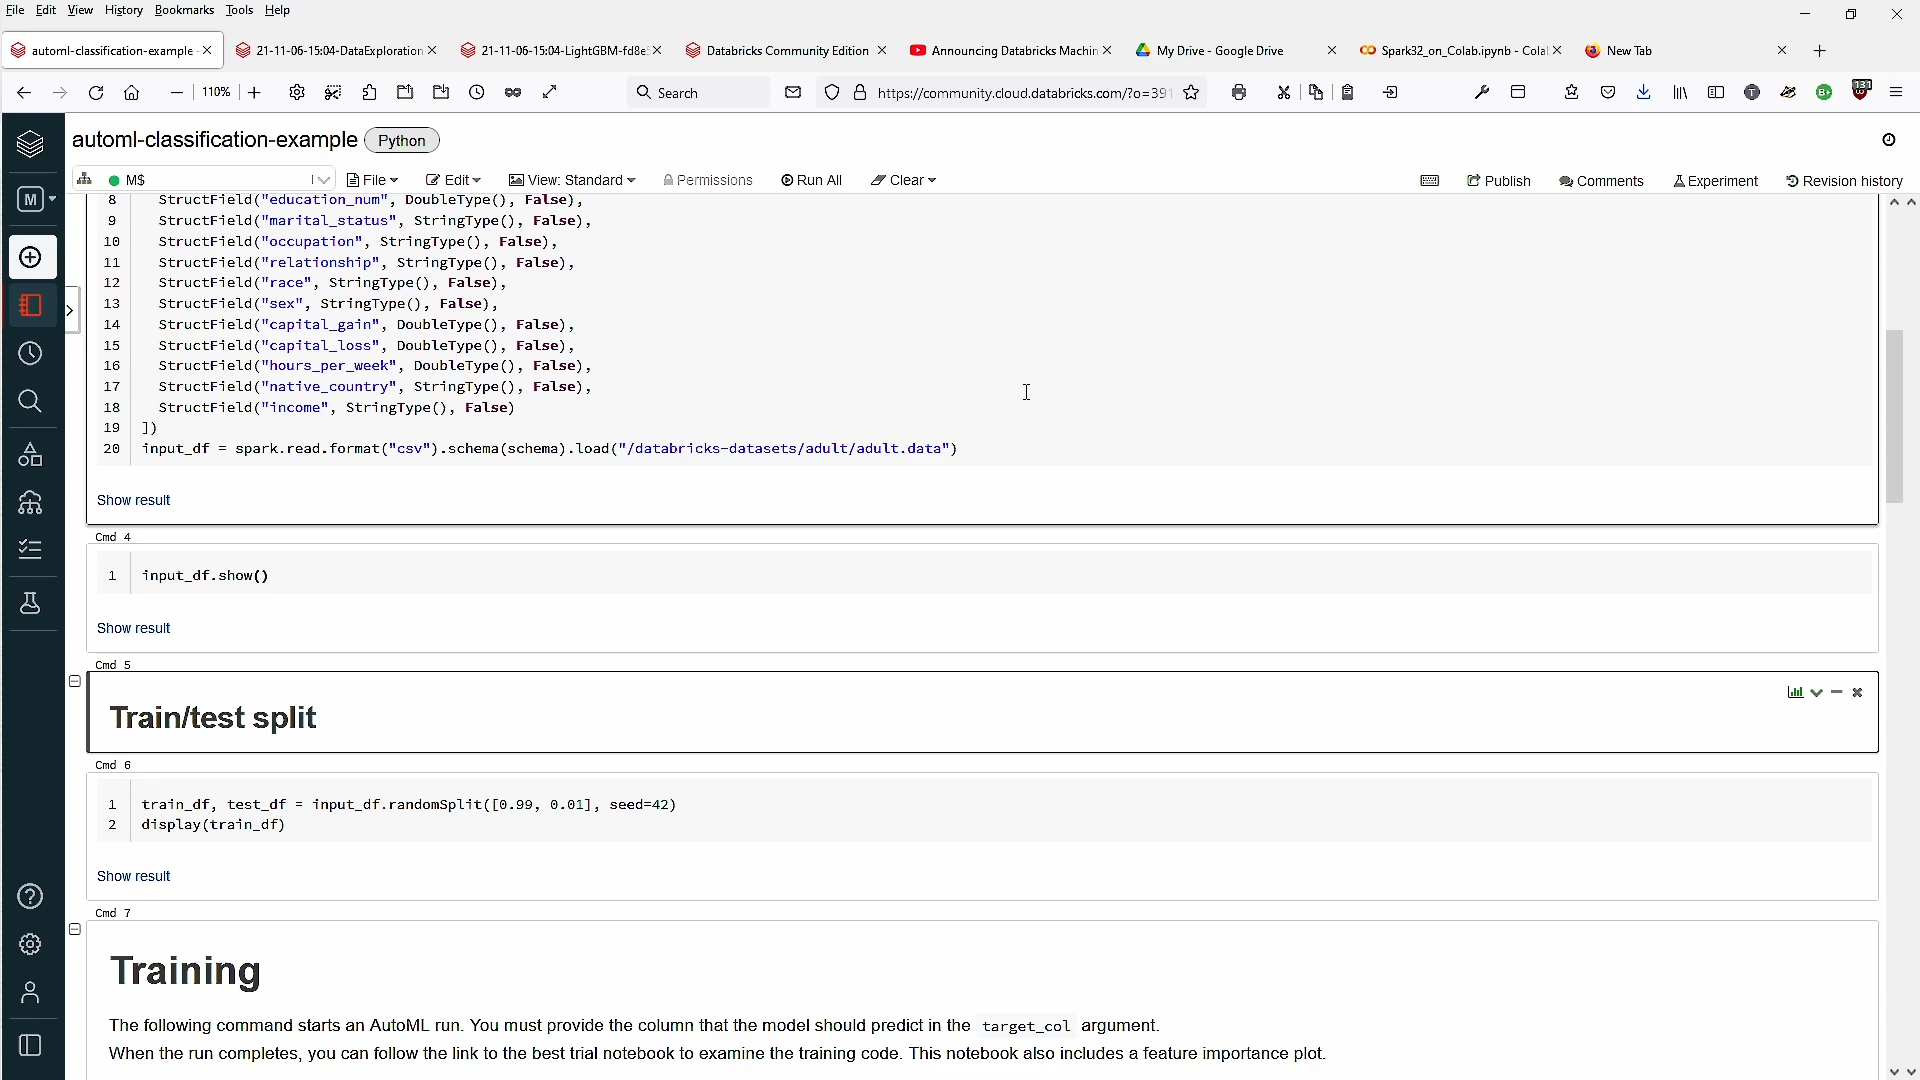 File Edit View History Bookmarks Tools Help
automl-classification-example 21-11-06-15:04-DataExploration 21-11-06-15:04-LightGBM-fd8e Databricks Community Edition Announcing Databricks Machin My Drive - Google Drive Spark32_on_Colab.ipynb - Cola New Tab
110% Search https://community.cloud.databricks.com/?o=391 131
automl-classification-example Python
M M$ File Edit View: Standard Permissions Run All Clear Publish Comments Experiment Revision history
8 StructField("education_num", DoubleType(), False),
9 StructField("marital_status", StringType(), False),
10 StructField("occupation", StringType(), False),
11 StructField("relationship", StringType(), False),
12 StructField("race", StringType(), False),
13 StructField("sex", StringType(), False),
14 StructField("capital_gain", DoubleType(), False),
15 StructField("capital_loss", DoubleType(), False),
16 StructField("hours_per_week", DoubleType(), False),
17 StructField("native_country", StringType(), False),
18 StructField("income", StringType(), False)
19 ])
20 input_df = spark.read.format("csv").schema(schema).load("/databricks-datasets/adult/adult.data")
Show result
Cmd 4
1 input_df.show()
Show result
Cmd 5
Train/test split
Cmd 6
1 train_df, test_df = input_df.randomSplit([0.99, 0.01], seed=42)
2 display(train_df)
Show result
Cmd 7
Training
The following command starts an AutoML run. You must provide the column that the model should predict in the target_col argument.
When the run completes, you can follow the link to the best trial notebook to examine the training code. This notebook also includes a feature importance plot.